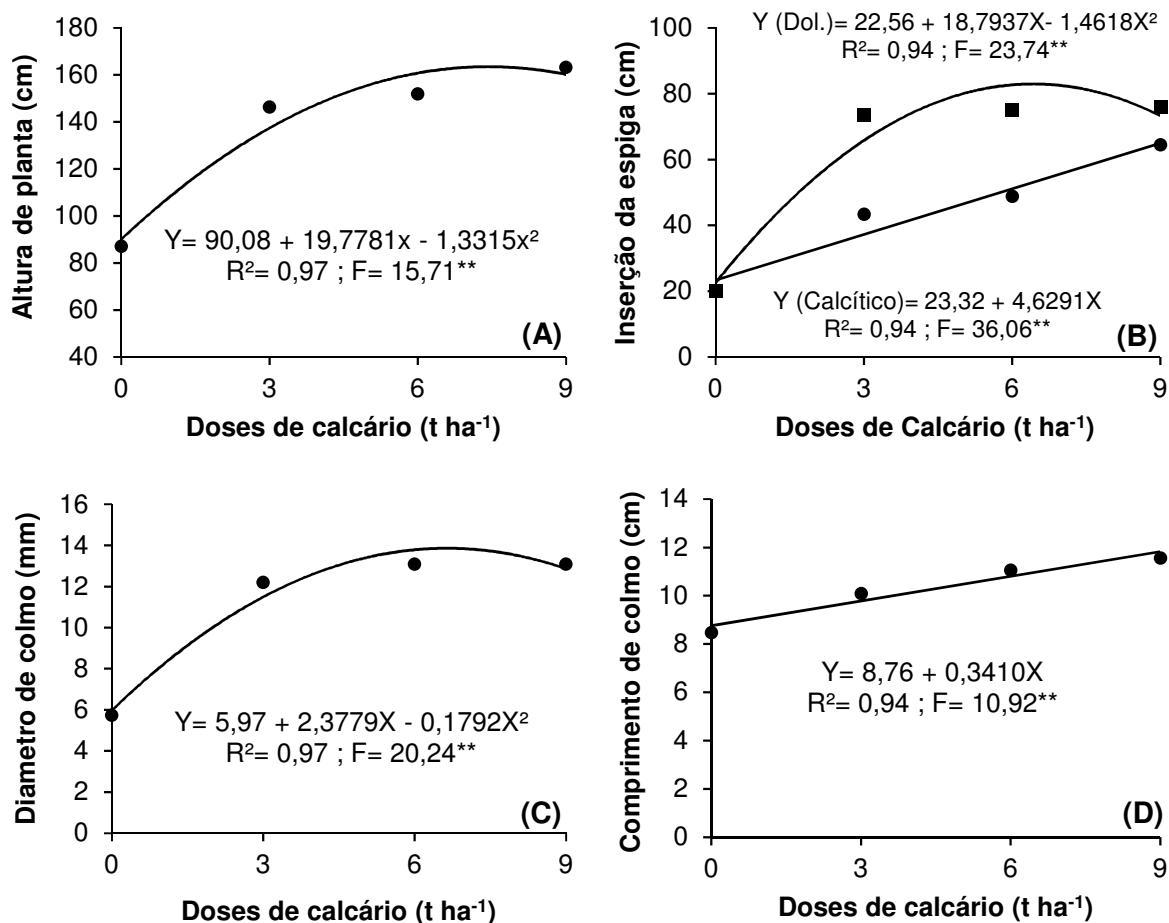 Altura de planta (cm)
180
160
140
120
100
80
60
40
Y= 90,08 + 19,7781x - 1,3315x²
R²= 0,97 ; F= 15,71**
(A)
0 3 6 9
Doses de calcário (t ha⁻¹)
Y (Dol.)= 22,56 + 18,7937X- 1,4618X²
R²= 0,94 ; F= 23,74**
Inserção da espiga (cm)
100
80
60
40
20
0
Y (Calcítico)= 23,32 + 4,6291X
R²= 0,94 ; F= 36,06**
(B)
0 3 6 9
Doses de Calcário (t ha⁻¹)
Diametro de colmo (mm)
16
14
12
10
8
6
4
2
0
Y= 5,97 + 2,3779X - 0,1792X²
R²= 0,97 ; F= 20,24**
(C)
0 3 6 9
Doses de calcário (t ha⁻¹)
Comprimento de colmo (cm)
14
12
10
8
6
4
2
0
Y= 8,76 + 0,3410X
R²= 0,94 ; F= 10,92**
(D)
0 3 6 9
Doses de calcário (t ha⁻¹)